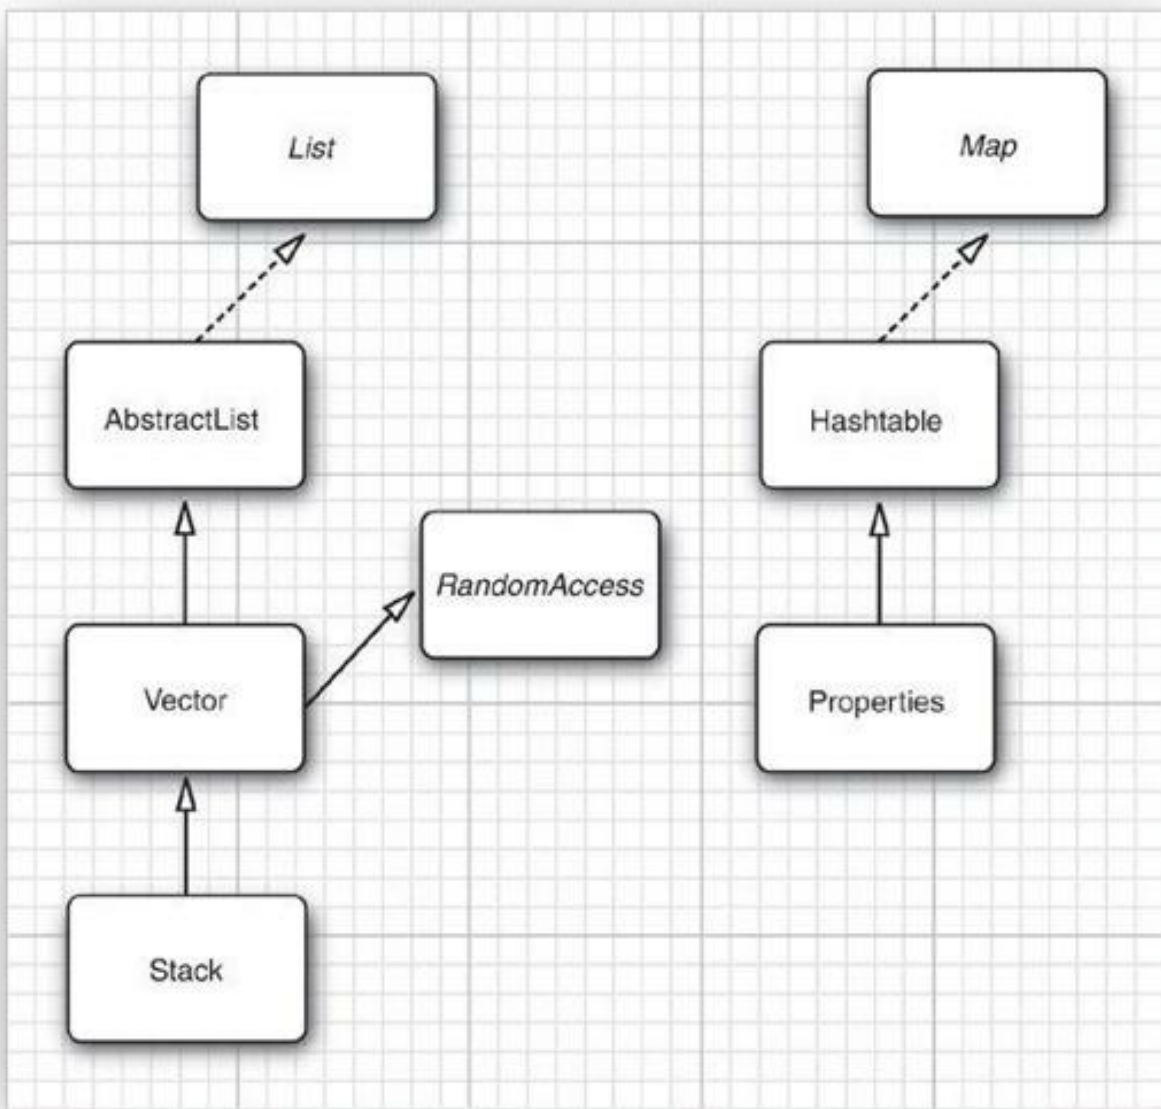 List
Map
AbstractList
Hashtable
RandomAccess
Vector
Properties
Stack